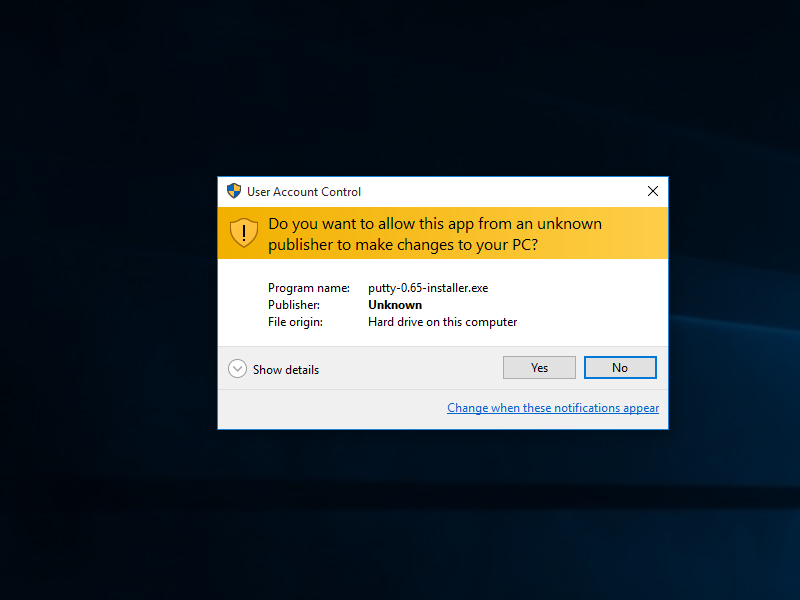 User Account Control
Do you want to allow this app from an unknown
publisher to make changes to your PC?
Program name: putty-0.65-installer.exe
Publisher: Unknown
File origin: Hard drive on this computer
Show details
Yes
No
Change when these notifications appear